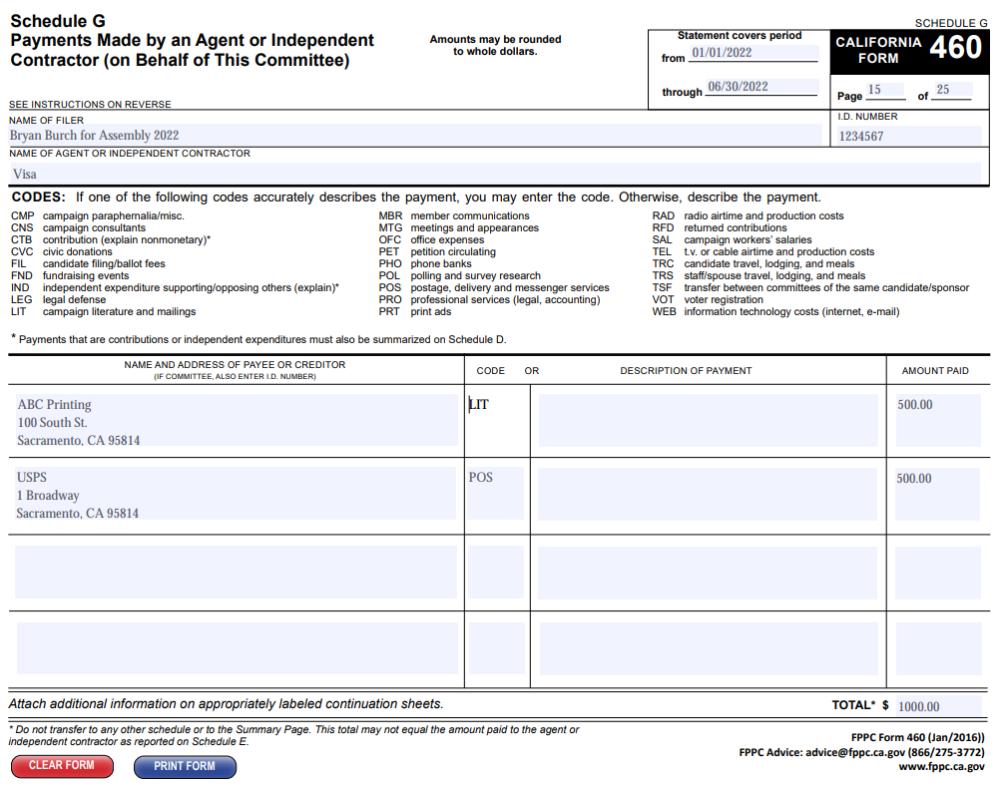 Schedule G
Payments Made by an Agent or Independent
Contractor (on Behalf of This Committee)
Amounts may be rounded
to whole dollars.
SCHEDULE G
Statement covers period
from 01/01/2022
through 06/30/2022
CALIFORNIA
FORM 460
Page 15 of 25
SEE INSTRUCTIONS ON REVERSE
NAME OF FILER
Bryan Burch for Assembly 2022
I.D. NUMBER
1234567
NAME OF AGENT OR INDEPENDENT CONTRACTOR
Visa
CODES: If one of the following codes accurately describes the payment, you may enter the code. Otherwise, describe the payment.
CMP campaign paraphernalia/misc.
CNS campaign consultants
CTB contribution (explain nonmonetary)*
CVC civic donations
FIL candidate filing/ballot fees
FND fundraising events
IND independent expenditure supporting/opposing others (explain)*
LEG legal defense
LIT campaign literature and mailings
MBR member communications
MTG meetings and appearances
OFC office expenses
PET petition circulating
PHO phone banks
POL polling and survey research
POS postage, delivery and messenger services
PRO professional services (legal, accounting)
PRT print ads
RAD radio airtime and production costs
RFD returned contributions
SAL campaign workers' salaries
TEL t.v. or cable airtime and production costs
TRC candidate travel, lodging, and meals
TRS staff/spouse travel, lodging, and meals
TSF transfer between committees of the same candidate/sponsor
VOT voter registration
WEB information technology costs (internet, e-mail)
* Payments that are contributions or independent expenditures must also be summarized on Schedule D.
NAME AND ADDRESS OF PAYEE OR CREDITOR
(IF COMMITTEE, ALSO ENTER I.D. NUMBER)
CODE OR DESCRIPTION OF PAYMENT
AMOUNT PAID
ABC Printing
100 South St.
Sacramento, CA 95814
LIT
500.00
USPS
1 Broadway
Sacramento, CA 95814
POS
500.00
Attach additional information on appropriately labeled continuation sheets.
TOTAL* $ 1000.00
* Do not transfer to any other schedule or to the Summary Page. This total may not equal the amount paid to the agent or
independent contractor as reported on Schedule E.
FPPC Form 460 (Jan/2016))
FPPC Advice: advice@fppc.ca.gov (866/275-3772)
www.fppc.ca.gov
CLEAR FORM
PRINT FORM